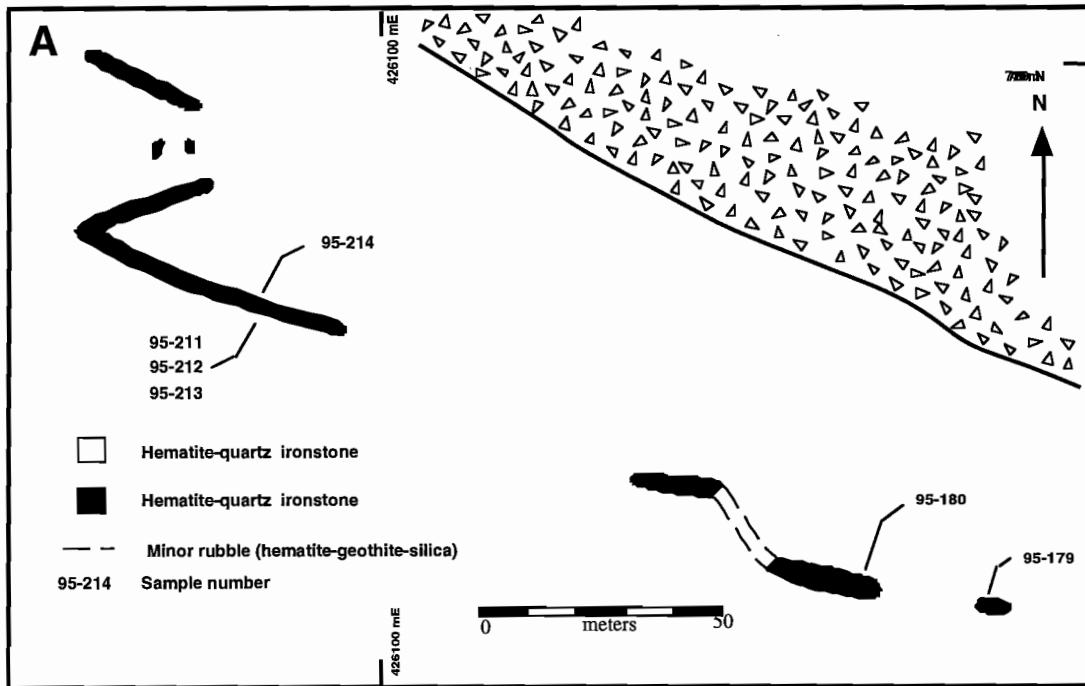 A
426100 mE
N
95-214
95-211
95-212
95-213
Hematite-quartz ironstone
Hematite-quartz ironstone
Minor rubble (hematite-geothite-silica)
95-214 Sample number
95-180
95-179
0 meters 50
426100 mE